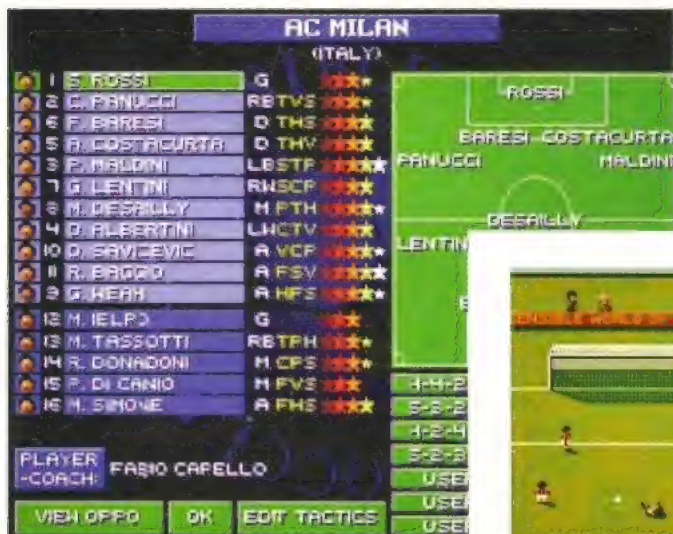 AC MILAN
(ITALY)
1 S. ROSSI G
2 C. PANUCCI RB TVS
6 F. BARESI D THS
5 A. COSTACURTA D THV
3 P. MALDINI LB STP
7 G. LENTINI RW SCP
8 M. DESAILLY M PTH
4 D. ALBERTINI LW CTV
10 D. SAVICEVIC A VCP
11 R. BAGGIO A FSV
9 G. WEAH A HFS
12 M. IELPO G
13 M. TASSOTTI RB TPH
14 R. DONADONI M CPS
15 P. DI CANIO M PVS
16 M. SIMONE A FHS
PLAYER
-COACH: FABIO CAPELLO
VIEW OPPO OK EDIT TACTICS
ROSSI
BARESI COSTACURTA
PANUCCI MALDINI
DESAILLY
LENTIN
4-4-2
5-3-2
4-2-4
5-2-3
USE
USE
USE